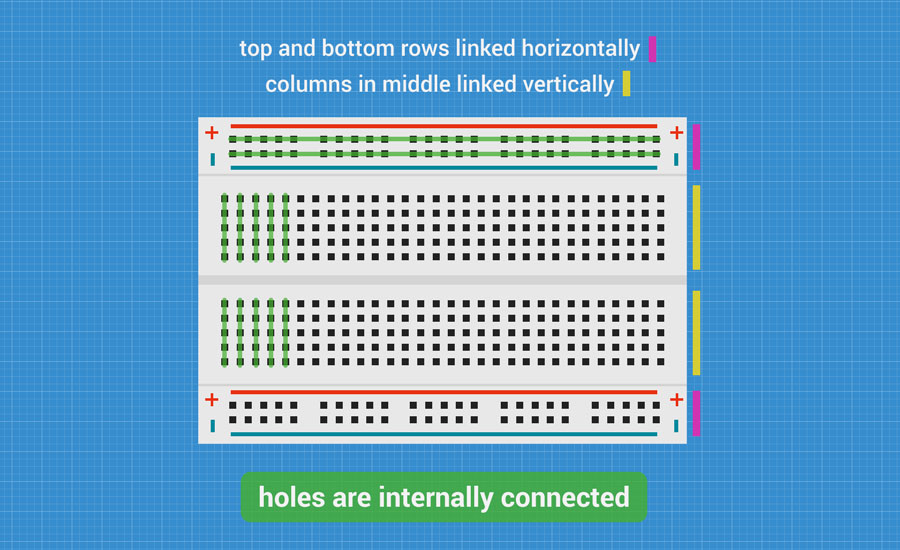 top and bottom rows linked horizontally
columns in middle linked vertically
+ +
+ +
holes are internally connected